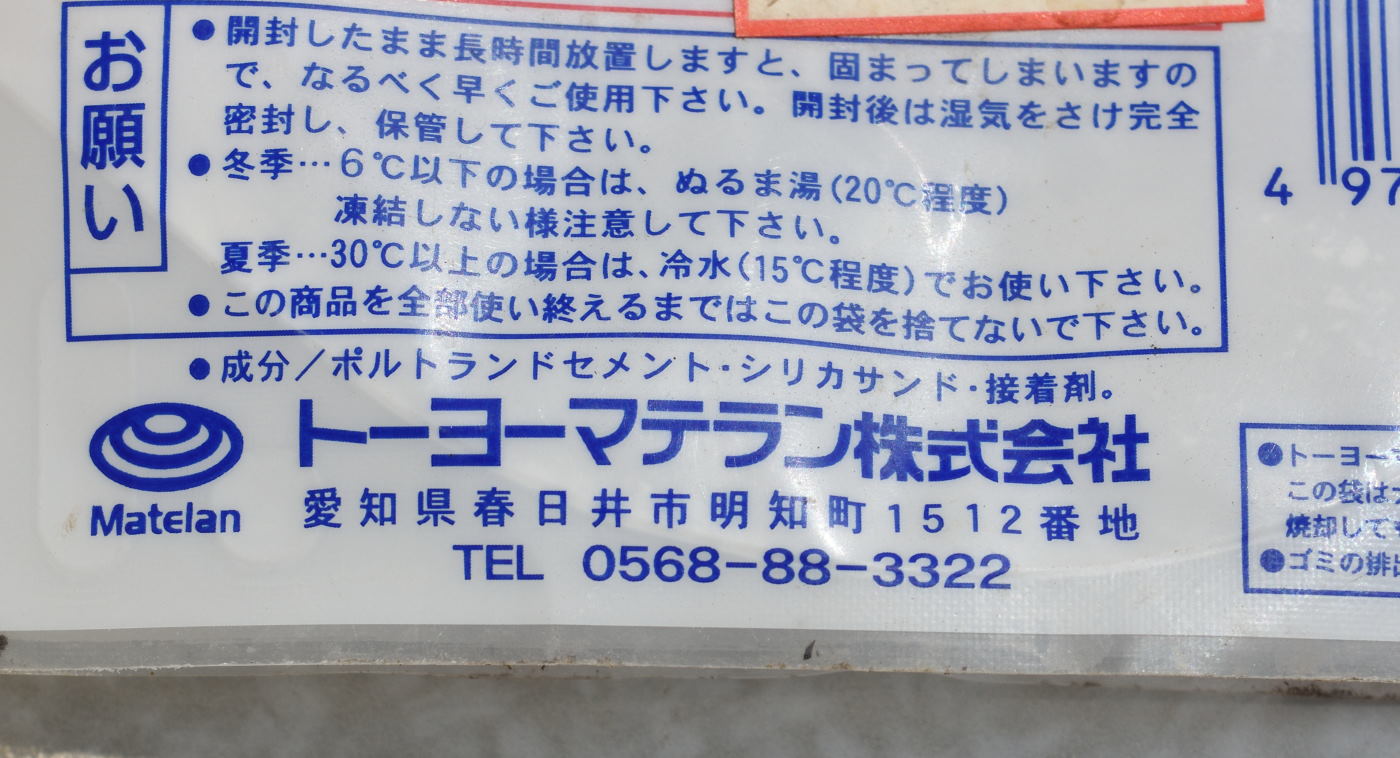 お願い
●開封したまま長時間放置しますと、固まってしまいますの
で、なるべく早くご使用下さい。開封後は湿気をさけ完全
密封し、保管して下さい。
●冬季…6℃以下の場合は、ぬるま湯(20℃程度)
凍結しない様注意して下さい。
夏季…30℃以上の場合は、冷水(15℃程度)でお使い下さい。
●この商品を全部使い終えるまではこの袋を捨てないで下さい。
●成分／ポルトランドセメント・シリカサンド・接着剤。
トーヨーマテラン株式会社
Matelan
愛知県春日井市明知町1512番地
TEL 0568-88-3322
4 97
●トーヨー
この袋は
焼却して
●ゴミの排出